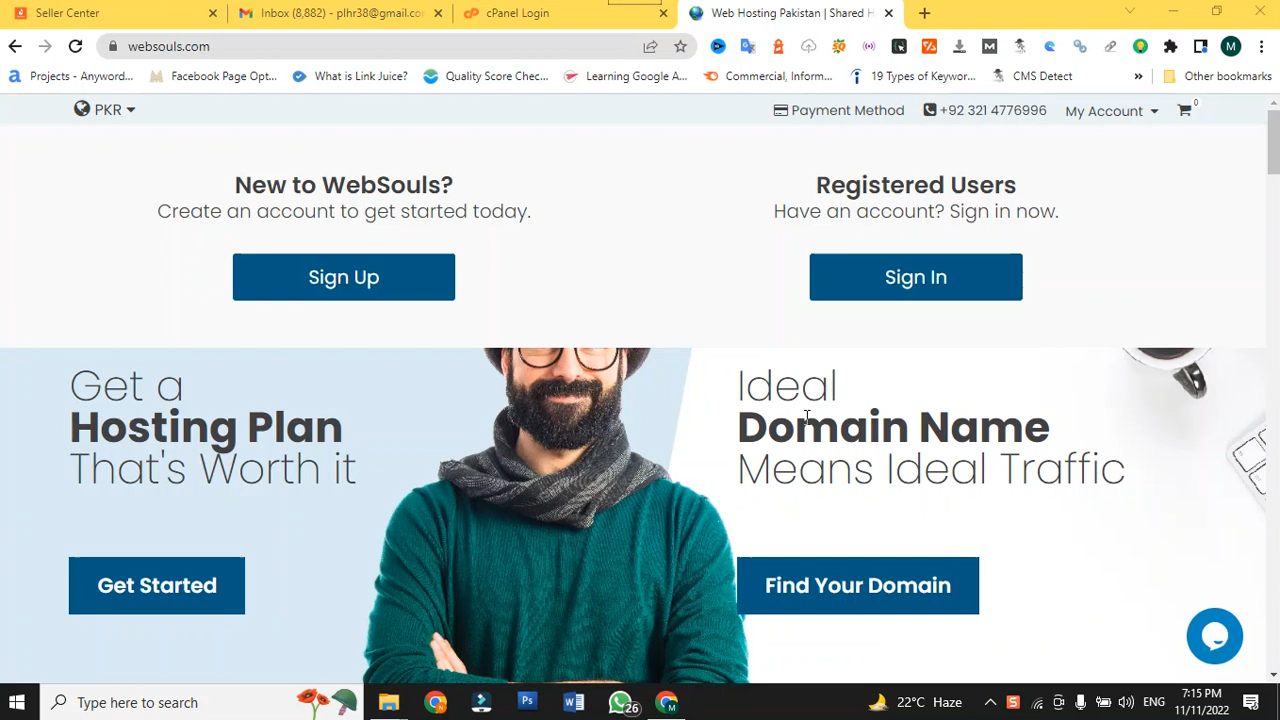 Seller Center
Inbox (8,882) - plhr38@gmail.co
cPanel Login
Web Hosting Pakistan | Shared H
websouls.com
Projects - Anyword...
Facebook Page Opt...
What is Link Juice?
Quality Score Chec...
Learning Google A...
Commercial, Inform...
19 Types of Keywor...
CMS Detect
Other bookmarks
PKR
Payment Method
+92 321 4776996
My Account
0
New to WebSouls?
Create an account to get started today.
Sign Up
Registered Users
Have an account? Sign in now.
Sign In
Get a
Hosting Plan
That's Worth it
Get Started
Ideal
Domain Name
Means Ideal Traffic
Find Your Domain
Type here to search
26
22°C Haze
ENG
7:15 PM
11/11/2022